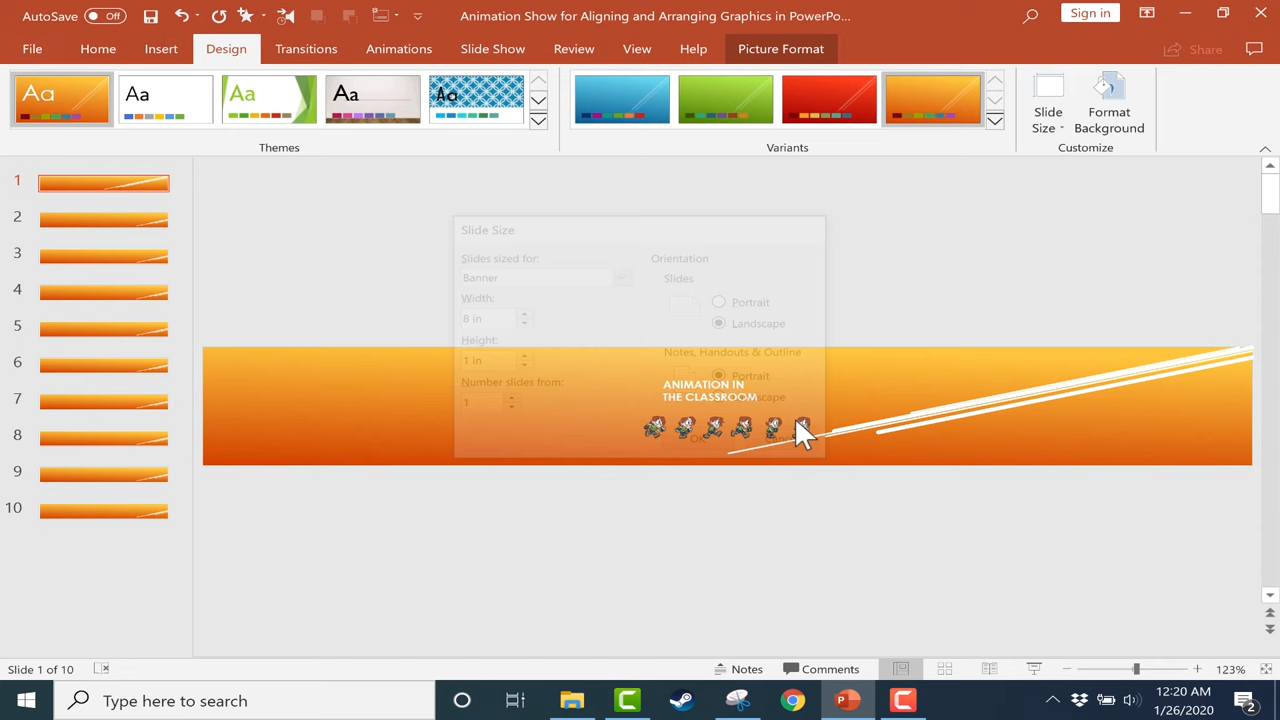 AutoSave Off
Animation Show for Aligning and Arranging Graphics in PowerPo...
Sign in
File Home Insert Design Transitions Animations Slide Show Review View Help Picture Format Share
Aa Aa Aa Aa Aa
Slide Size
Format Background
Themes Variants Customize
1
2
3
4
5
6
7
8
9
10
Slide Size
Slides sized for:
Banner
Width:
8 in
Height:
1 in
Number slides from:
1
Orientation
Slides
Portrait
Landscape
Notes, Handouts & Outline
Portrait
ANIMATION IN
THE CLASSROOM
OK
Slide 1 of 10
Notes Comments 123%
Type here to search
12:20 AM
1/26/2020
2